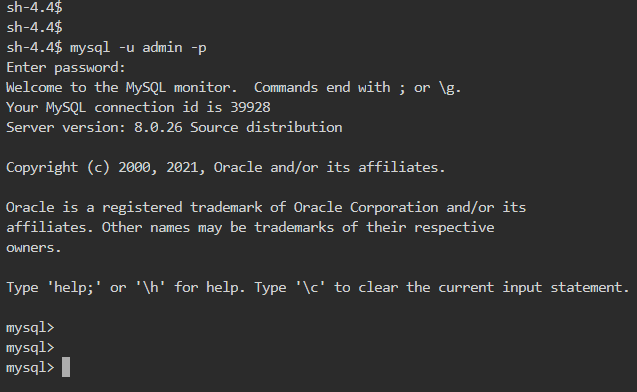 sh-4.4$
sh-4.4$
sh-4.4$ mysql -u admin -p
Enter password:
Welcome to the MySQL monitor.  Commands end with ; or \g.
Your MySQL connection id is 39928
Server version: 8.0.26 Source distribution

Copyright (c) 2000, 2021, Oracle and/or its affiliates.

Oracle is a registered trademark of Oracle Corporation and/or its
affiliates. Other names may be trademarks of their respective
owners.

Type 'help;' or '\h' for help. Type '\c' to clear the current input statement.

mysql>
mysql>
mysql>